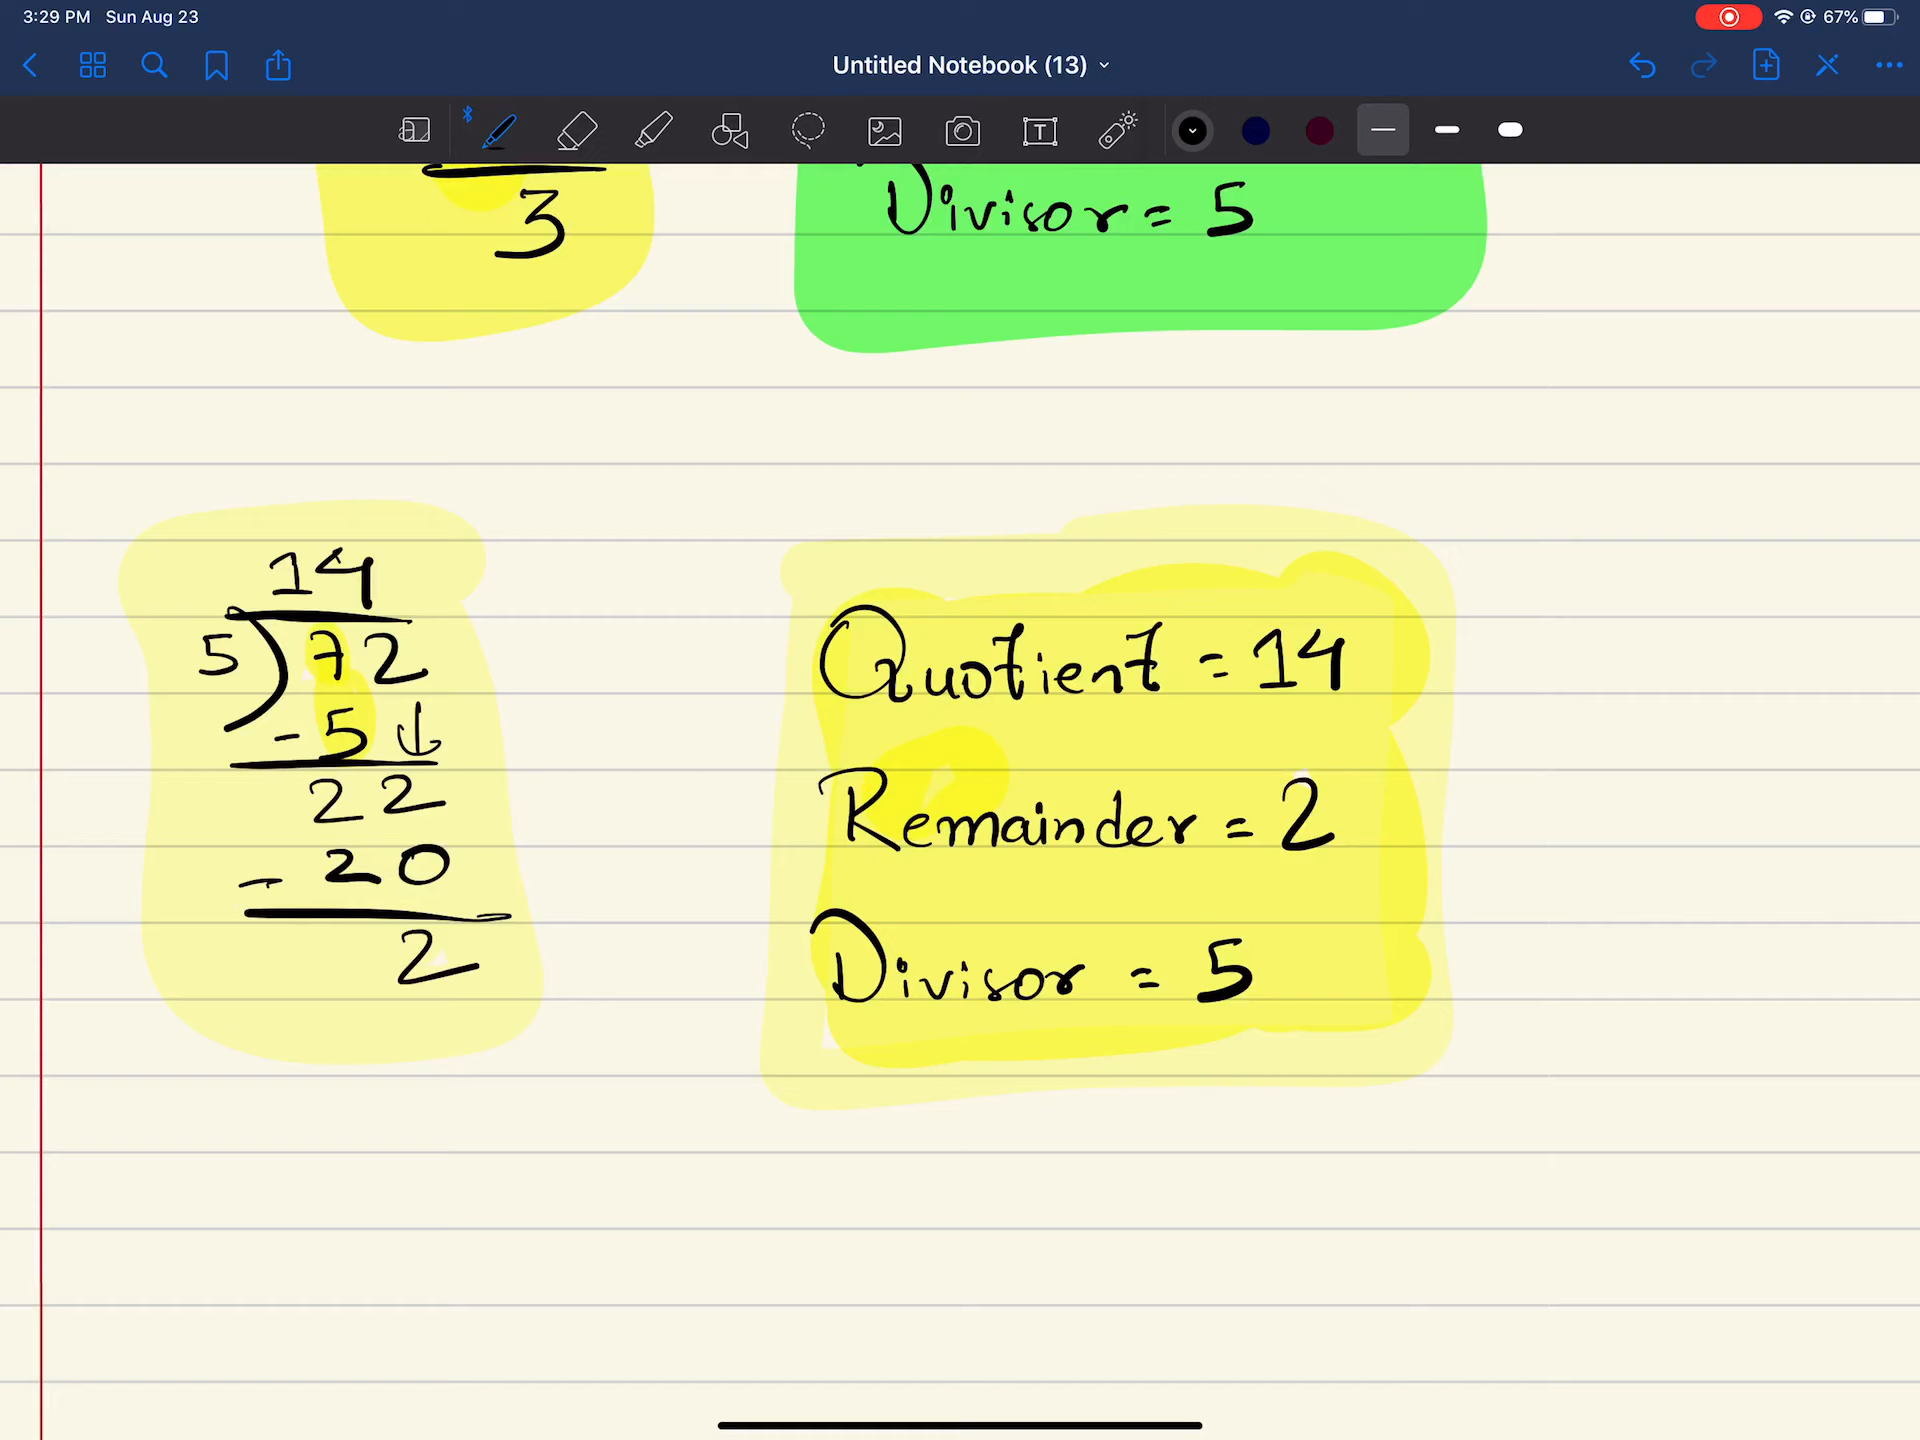 3:29 PM Sun Aug 23
67%
Untitled Notebook (13)
3
Divisor = 5
14
5)72
- 5↓
22
- 20
2
Quotient = 14
Remainder = 2
Divisor = 5